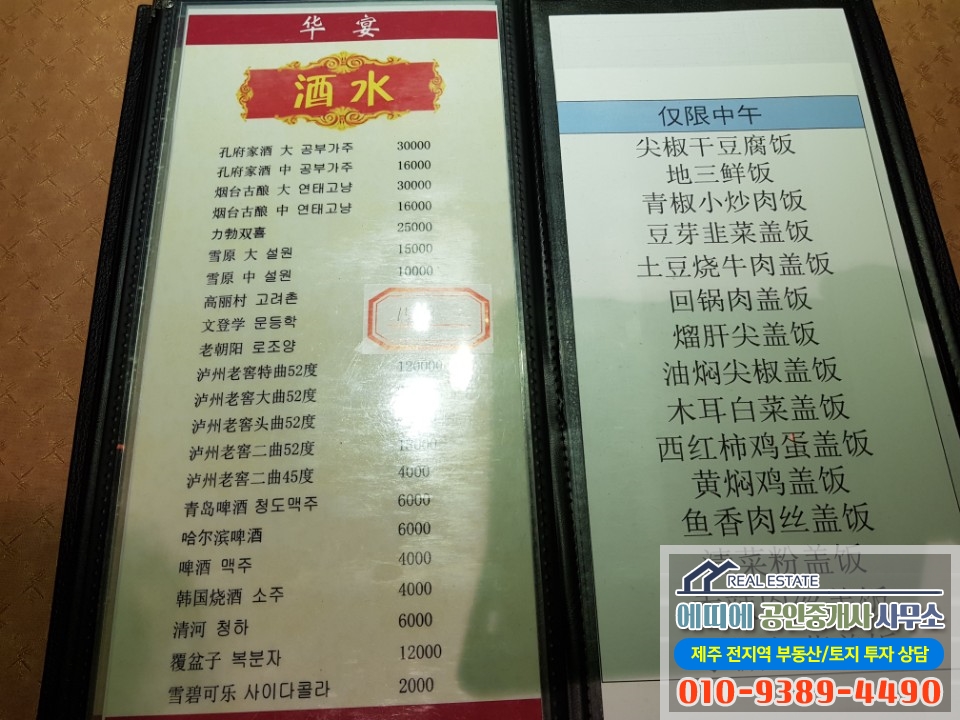 华宴
酒水
孔府家酒 大 공부가주 30000
孔府家酒 中 공부가주 16000
烟台古酿 大 연태고냥 30000
烟台古酿 中 연태고냥 16000
力勃双喜 25000
雪原 大 설원 15000
雪原 中 설원 10000
高丽村 고려촌
文登学 문등학
老朝阳 로조양
泸州老窖特曲52度 120000
泸州老窖大曲52度
泸州老窖头曲52度
泸州老窖二曲52度
泸州老窖二曲45度 4000
青岛啤酒 청도맥주 6000
哈尔滨啤酒 6000
啤酒 맥주 4000
韩国烧酒 소주 4000
清河 청하 6000
覆盆子 복분자 12000
雪碧可乐 사이다콜라 2000
仅限中午
尖椒干豆腐饭
地三鲜饭
青椒小炒肉饭
豆芽韭菜盖饭
土豆烧牛肉盖饭
回锅肉盖饭
熘肝尖盖饭
油焖尖椒盖饭
木耳白菜盖饭
西红柿鸡蛋盖饭
黄焖鸡盖饭
鱼香肉丝盖饭
菜粉盖饭
REAL ESTATE
에피에 공인중개사 사무소
제주 전지역 부동산/토지 투자 상담
010-9389-4490